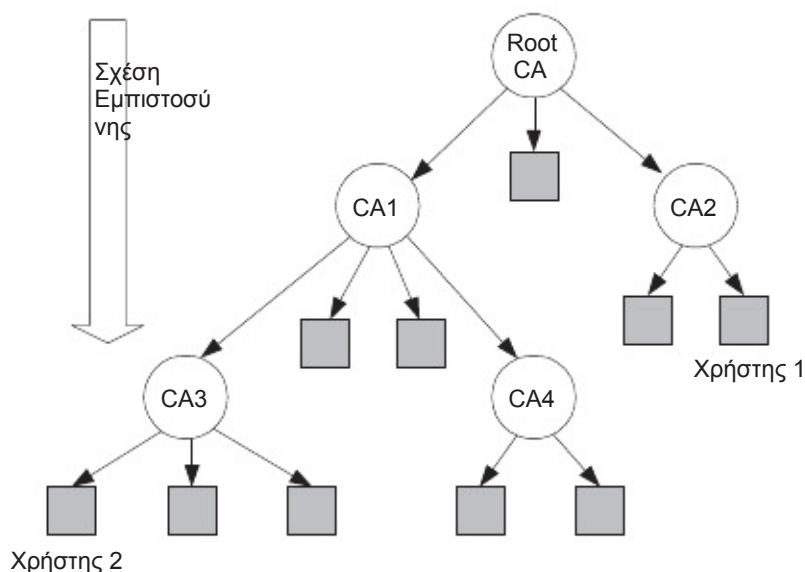 Root
CA
Σχέση
Εμπιστοσύ
νης
CA1
CA2
Χρήστης 1
CA3
CA4
Χρήστης 2